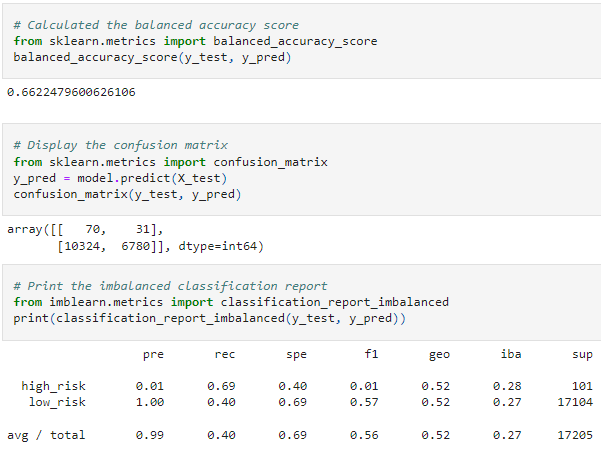 # Calculated the balanced accuracy score
from sklearn.metrics import balanced_accuracy_score
balanced_accuracy_score(y_test, y_pred)
0.6622479600626106
# Display the confusion matrix
from sklearn.metrics import confusion_matrix
y_pred = model.predict(X_test)
confusion_matrix(y_test, y_pred)
array([[   70,    31],
       [10324,  6780]], dtype=int64)
# Print the imbalanced classification report
from imblearn.metrics import classification_report_imbalanced
print(classification_report_imbalanced(y_test, y_pred))
pre rec spe f1 geo iba sup
high_risk 0.01 0.69 0.40 0.01 0.52 0.28 101
low_risk 1.00 0.40 0.69 0.57 0.52 0.27 17104
avg / total 0.99 0.40 0.69 0.56 0.52 0.27 17205